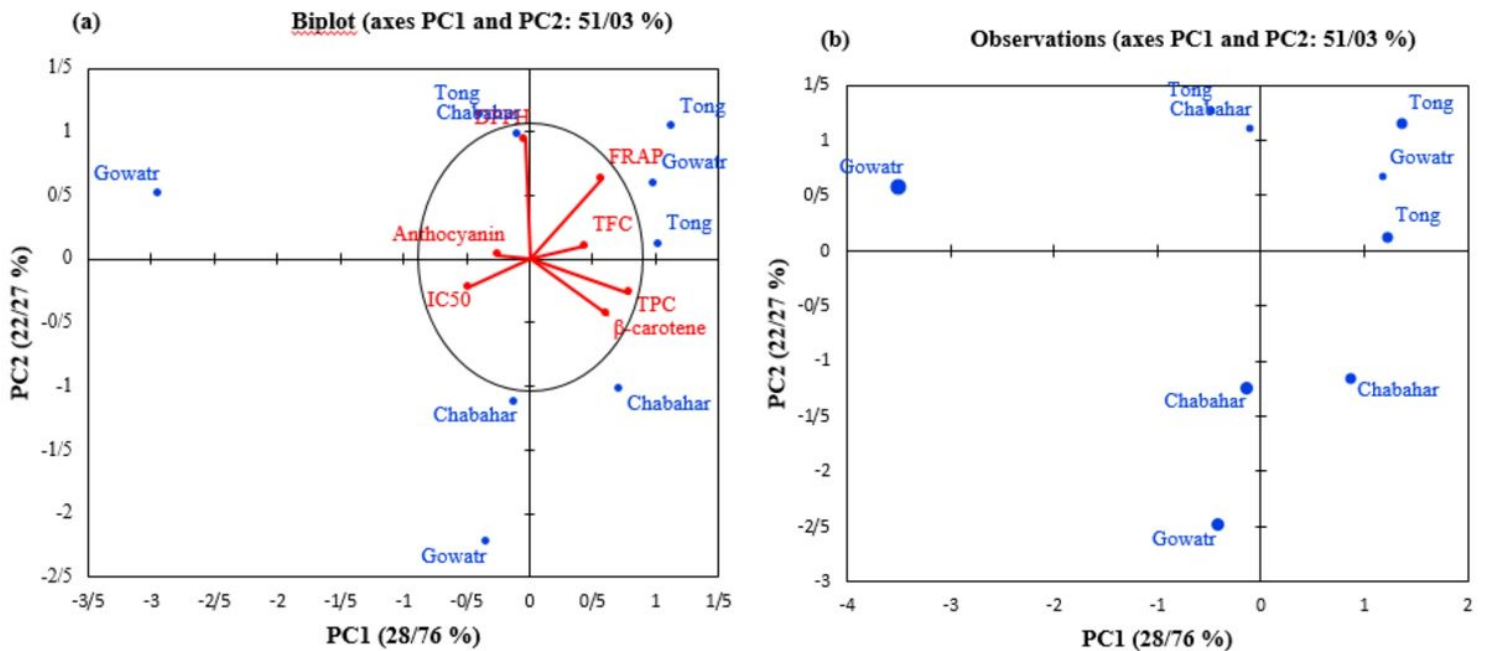 (a)
Biplot (axes PC1 and PC2: 51/03 %)
1/5
1
0/5
0
-0/5
-1
-1/5
-2
-2/5
PC2 (22/27 %)
Tong
Chabahar
DPPH
Tong
FRAP
Gowatr
Gowatr
TFC
Tong
Anthocyanin
IC50
TPC
β-carotene
Chabahar
Chabahar
Gowatr
-3/5
-3
-2/5
-2
-1/5
-1
-0/5
0
0/5
1
1/5
PC1 (28/76 %)
(b)
Observations (axes PC1 and PC2: 51/03 %)
1/5
1
0/5
0
-0/5
-1
-1/5
-2
-2/5
-3
PC2 (22/27 %)
Tong
Chabahar
Tong
Gowatr
Gowatr
Tong
Chabahar
Chabahar
Gowatr
-4
-3
-2
-1
0
1
2
PC1 (28/76 %)